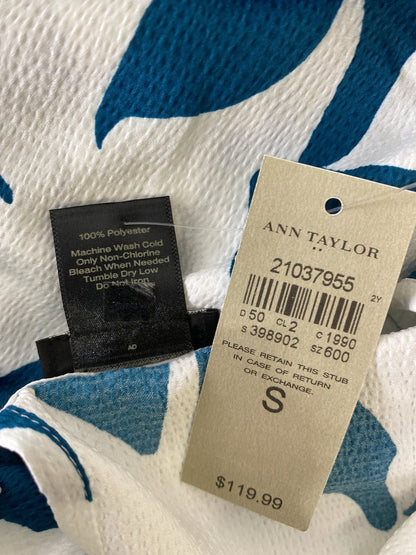 100% Polyester
Machine Wash Cold
Only Non-Chlorine
Bleach When Needed
Tumble Dry Low
Do Not Iron
AD
ANN TAYLOR
21037955
2Y
D 50 CL 2 C 1990
S 398902 SZ 600
PLEASE RETAIN THIS STUB
IN CASE OF RETURN
OR EXCHANGE.
S
$119.99